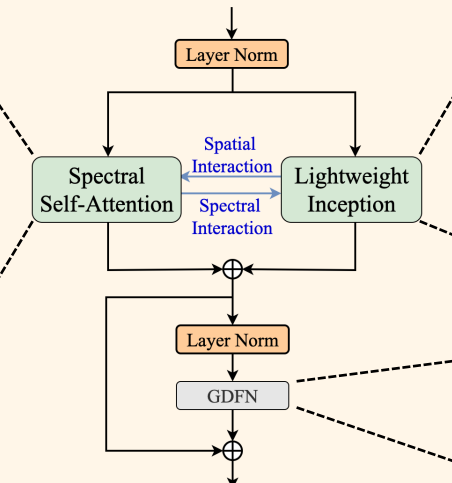 Layer Norm
Spatial
Interaction
Spectral
Self-Attention
Lightweight
Inception
Spectral
Interaction
Layer Norm
GDFN